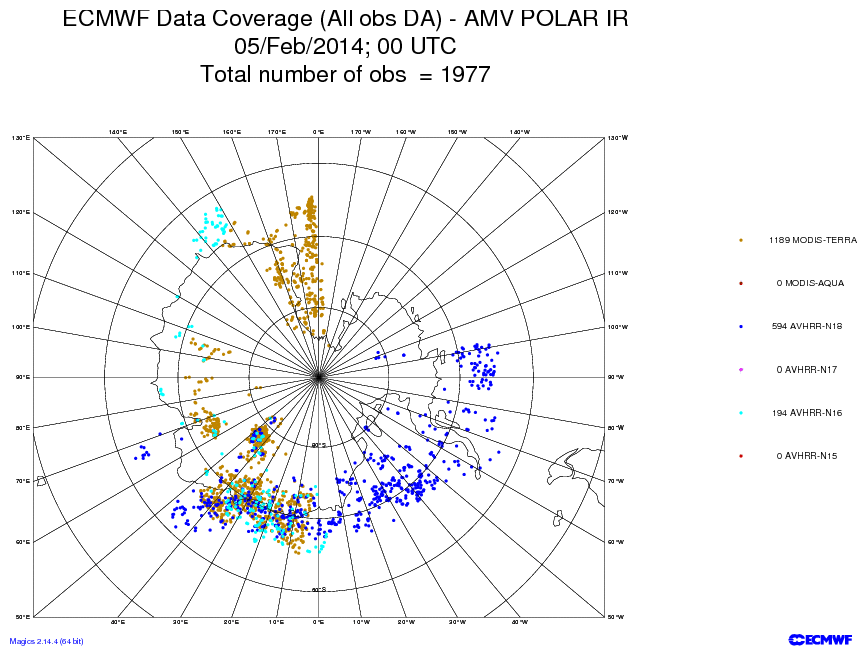 ECMWF Data Coverage (All obs DA) - AMV POLAR IR
05/Feb/2014; 00 UTC
Total number of obs = 1977
130°E 140°E 150°E 160°E 170°E 0°E 170°W 160°W 150°W 140°W 130°W
120°E 120°W
1189 MODIS-TERRA
110°E 110°W
0 MODIS-AQUA
100°E 100°W
594 AVHRR-N18
90°E 90°W
0 AVHRR-N17
194 AVHRR-N16
80°E 80°W
80°S
0 AVHRR-N15
70°E 70°W
60°E 60°W
60°S
50°E 40°E 30°E 20°E 10°E 0°E 10°W 20°W 30°W 40°W 50°W
Magics 2.14.4 (64 bit)
ECMWF